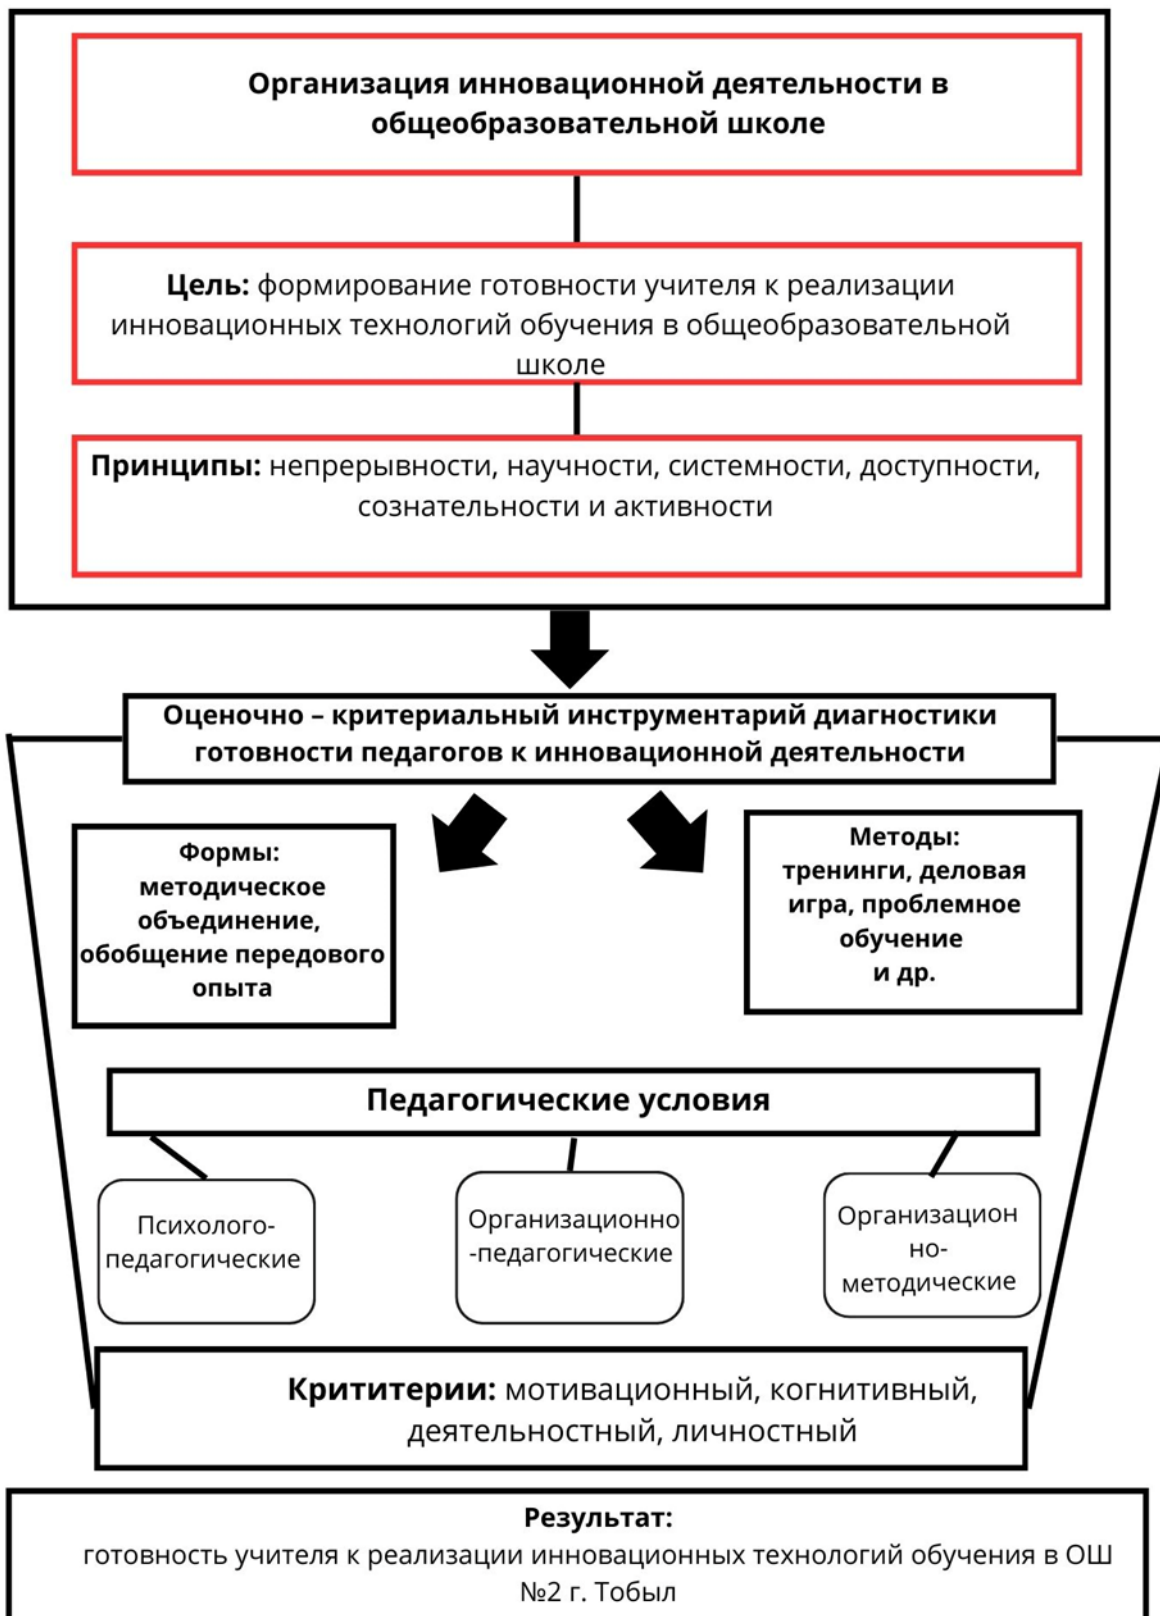 Организация инновационной деятельности в
общеобразовательной школе
Цель: формирование готовности учителя к реализации
инновационных технологий обучения в общеобразовательной
школе
Принципы: непрерывности, научности, системности, доступности,
сознательности и активности
Оценочно – критериальный инструментарий диагностики
готовности педагогов к инновационной деятельности
Формы:
методическое
объединение,
обобщение передового
опыта
Методы:
тренинги, деловая
игра, проблемное
обучение
и др.
Педагогические условия
Психолого-
педагогические
Организационно
-педагогические
Организацион
но-
методические
Крититерии: мотивационный, когнитивный,
деятельностный, личностный
Результат:
готовность учителя к реализации инновационных технологий обучения в ОШ
№2 г. Тобыл